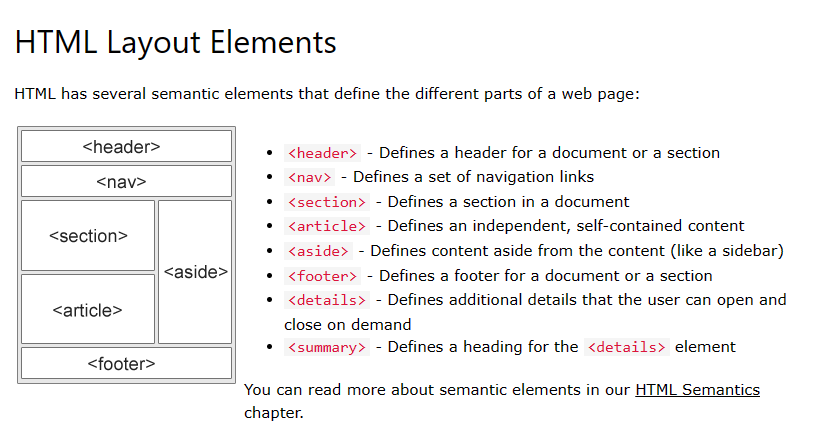 HTML Layout Elements
HTML has several semantic elements that define the different parts of a web page:
<header>
<nav>
<section>
<aside>
<article>
<footer>
<header> - Defines a header for a document or a section
<nav> - Defines a set of navigation links
<section> - Defines a section in a document
<article> - Defines an independent, self-contained content
<aside> - Defines content aside from the content (like a sidebar)
<footer> - Defines a footer for a document or a section
<details> - Defines additional details that the user can open and
close on demand
<summary> - Defines a heading for the <details> element
You can read more about semantic elements in our HTML Semantics
chapter.